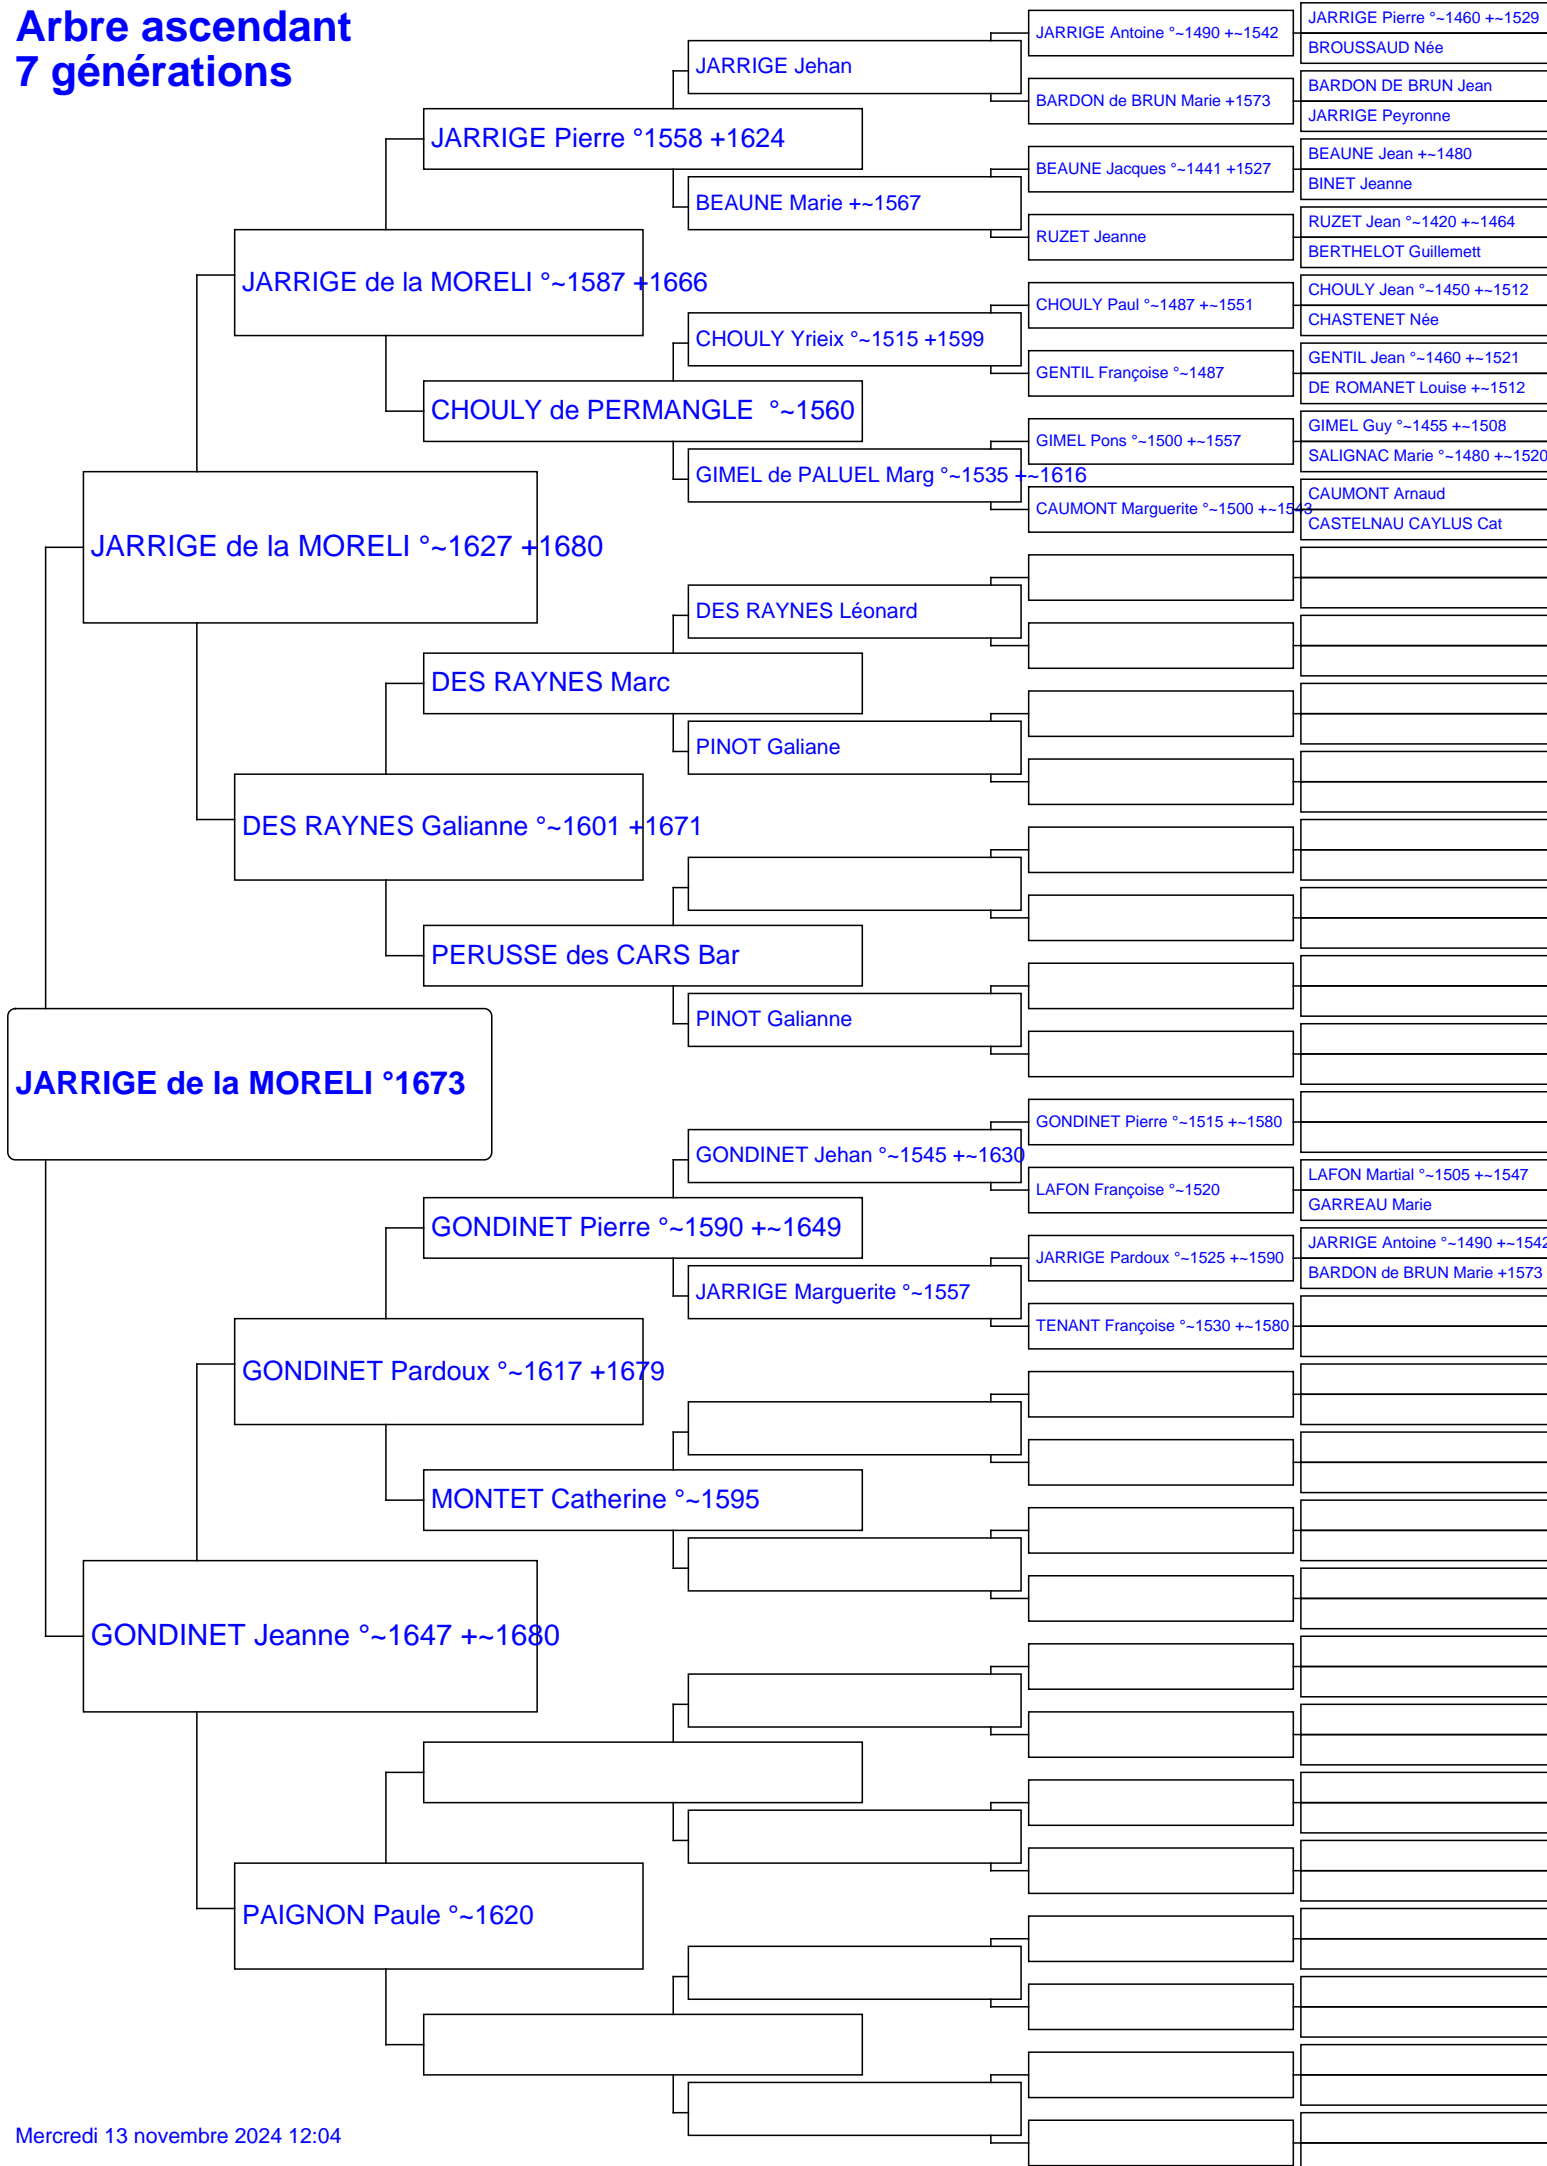 Arbre ascendant
7 générations
JARRIGE Antoine °~1490 +~1542
JARRIGE Pierre °~1460 +~1529
BROUSSAUD Née
JARRIGE Jehan
BARDON de BRUN Marie +1573
BARDON DE BRUN Jean
JARRIGE Peyronne
JARRIGE Pierre °1558 +1624
BEAUNE Jacques °~1441 +1527
BEAUNE Jean +~1480
BINET Jeanne
BEAUNE Marie +~1567
RUZET Jeanne
RUZET Jean °~1420 +~1464
BERTHELOT Guillemett
JARRIGE de la MORELI °~1587 +1666
CHOULY Paul °~1487 +~1551
CHOULY Jean °~1450 +~1512
CHASTENET Née
CHOULY Yrieix °~1515 +1599
GENTIL Françoise °~1487
GENTIL Jean °~1460 +~1521
DE ROMANET Louise +~1512
CHOULY de PERMANGLE  °~1560
GIMEL Pons °~1500 +~1557
GIMEL Guy °~1455 +~1508
SALIGNAC Marie °~1480 +~1520
GIMEL de PALUEL Marg °~1535 +~1616
CAUMONT Marguerite °~1500 +~1543
CAUMONT Arnaud
CASTELNAU CAYLUS Cat
JARRIGE de la MORELI °~1627 +1680
DES RAYNES Léonard
DES RAYNES Marc
PINOT Galiane
DES RAYNES Galianne °~1601 +1671
PERUSSE des CARS Bar
PINOT Galianne
JARRIGE de la MORELI °1673
GONDINET Pierre °~1515 +~1580
GONDINET Jehan °~1545 +~1630
LAFON Françoise °~1520
LAFON Martial °~1505 +~1547
GARREAU Marie
GONDINET Pierre °~1590 +~1649
JARRIGE Pardoux °~1525 +~1590
JARRIGE Antoine °~1490 +~1542
BARDON de BRUN Marie +1573
JARRIGE Marguerite °~1557
TENANT Françoise °~1530 +~1580
GONDINET Pardoux °~1617 +1679
MONTET Catherine °~1595
GONDINET Jeanne °~1647 +~1680
PAIGNON Paule °~1620
Mercredi 13 novembre 2024 12:04